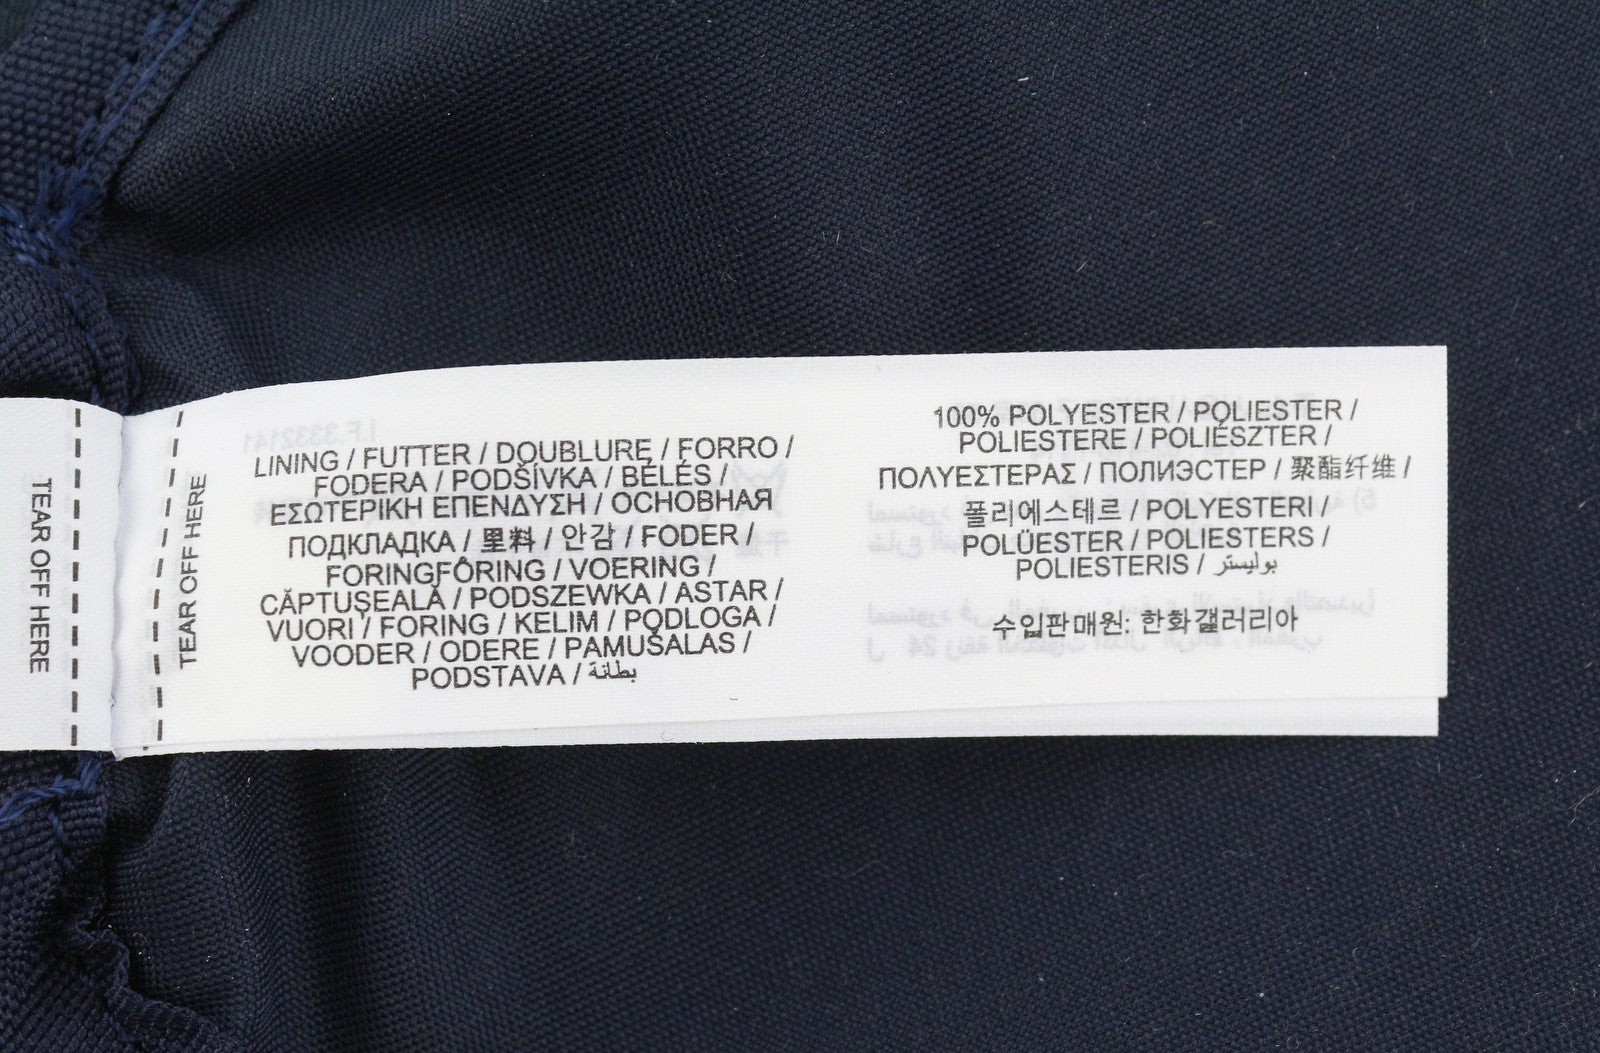 TEAR OFF HERE
TEAR OFF HERE
LINING / FUTTER / DOUBLURE / FORRO /
FODERA / PODŠÍVKA / BÉLÉS /
ΕΣΩΤΕΡΙΚΗ ΕΠΕΝΔΥΣΗ / ОСНОВНАЯ
ПОДКЛАДКА / 里料 / 안감 / FODER /
FORINGFÔRING / VOERING /
CĂPTUŞEALĂ / PODSZEWKA / ASTAR /
VUORI / FORING / KELIM / PODLOGA /
VOODER / ODERE / PAMUŠALAS /
PODSTAVA / بطانة
100% POLYESTER / POLIESTER /
POLIESTERE / POLIÉSZTER /
ΠΟΛΥΕΣΤΕΡΑΣ / ПОЛИЭСТЕР / 聚酯纤维 /
폴리에스테르 / POLYESTERI /
POLÜESTER / POLIESTERS /
POLIESTERIS / بوليستر
수입판매원: 한화갤러리아
I.F.3332141